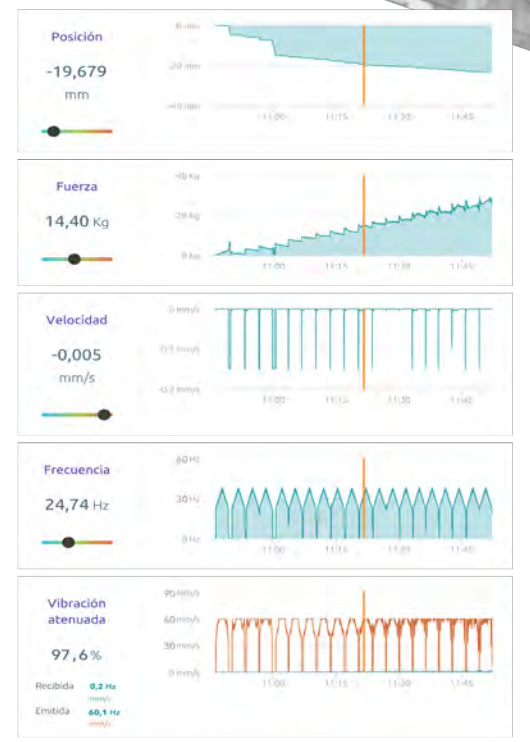 Posición
-19,679
mm
0 mm
-20 mm
-40 mm
11:00 11:15 11:30 11:45
Fuerza
14,40 Kg
-20 Kg
0 Kg
11:00 11:15 11:30 11:45
Velocidad
-0,005
mm/s
0 mm/s
-0.2 mm/s
11:00 11:15 11:30 11:45
Frecuencia
24,74 Hz
60 Hz
30 Hz
0 Hz
11:00 11:15 11:30 11:45
Vibración
atenuada
97,6%
Recibida 0,2 Hz
mm/s
Emitida 60,1 Hz
mm/s
90 mm/s
60 mm/s
30 mm/s
0 mm/s
11:00 11:15 11:30 11:45